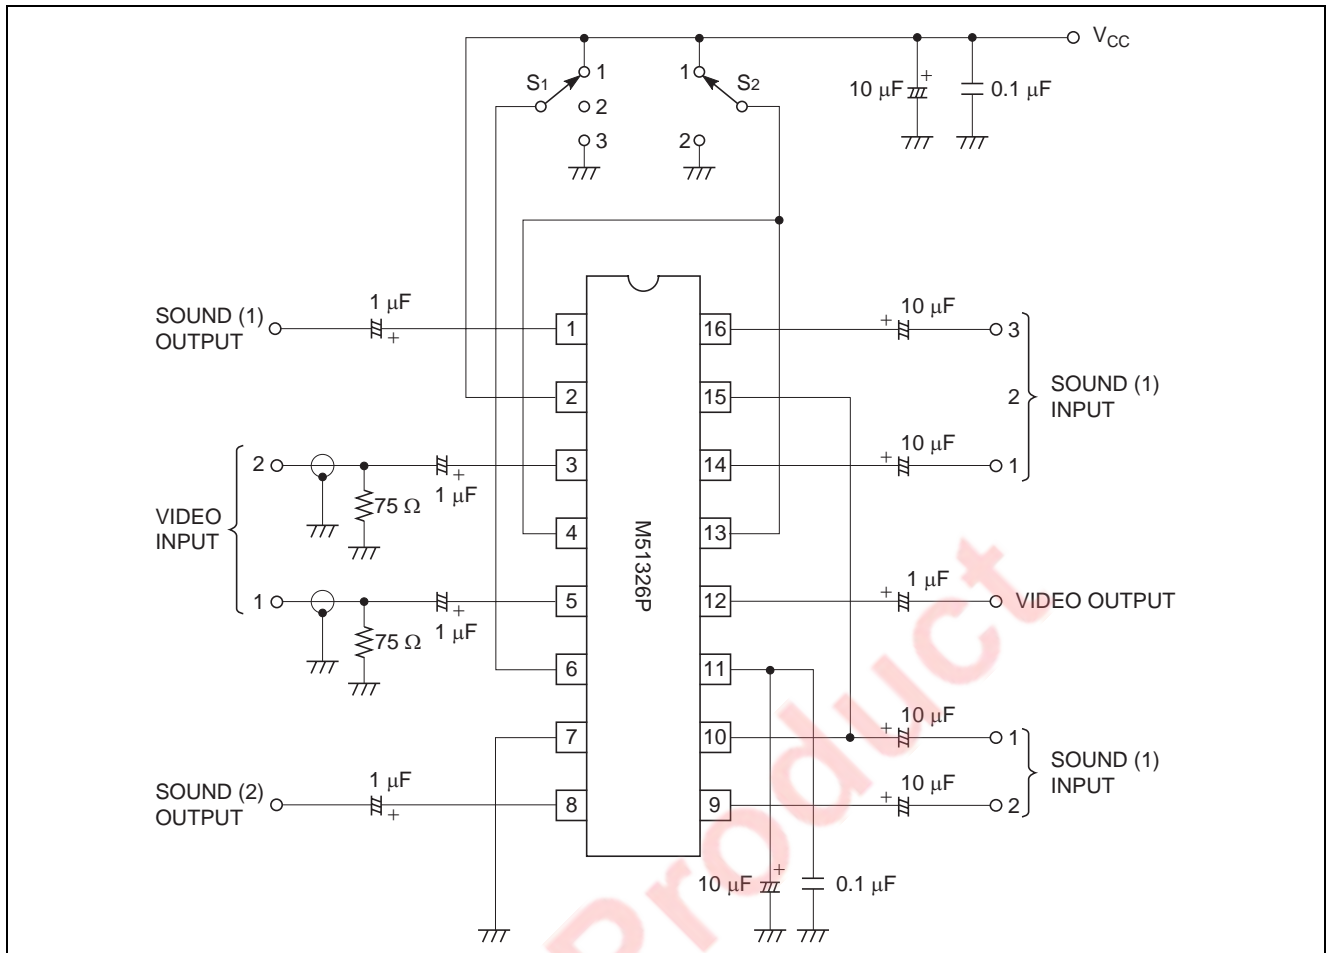 VCC
S1
1
2
3
1
2
S2
10 µF
+
0.1 µF
SOUND (1)
OUTPUT
1 µF
+
1
2
3
4
5
6
7
8
16
15
14
13
12
11
10
9
M51326P
+
10 µF
3
2
SOUND (1)
INPUT
+
10 µF
1
VIDEO
INPUT
2
75 Ω
+
1 µF
1
75 Ω
+
1 µF
+
1 µF
VIDEO OUTPUT
+
10 µF
1
SOUND (1)
INPUT
+
10 µF
2
SOUND (2)
OUTPUT
1 µF
+
10 µF
+
0.1 µF
Product